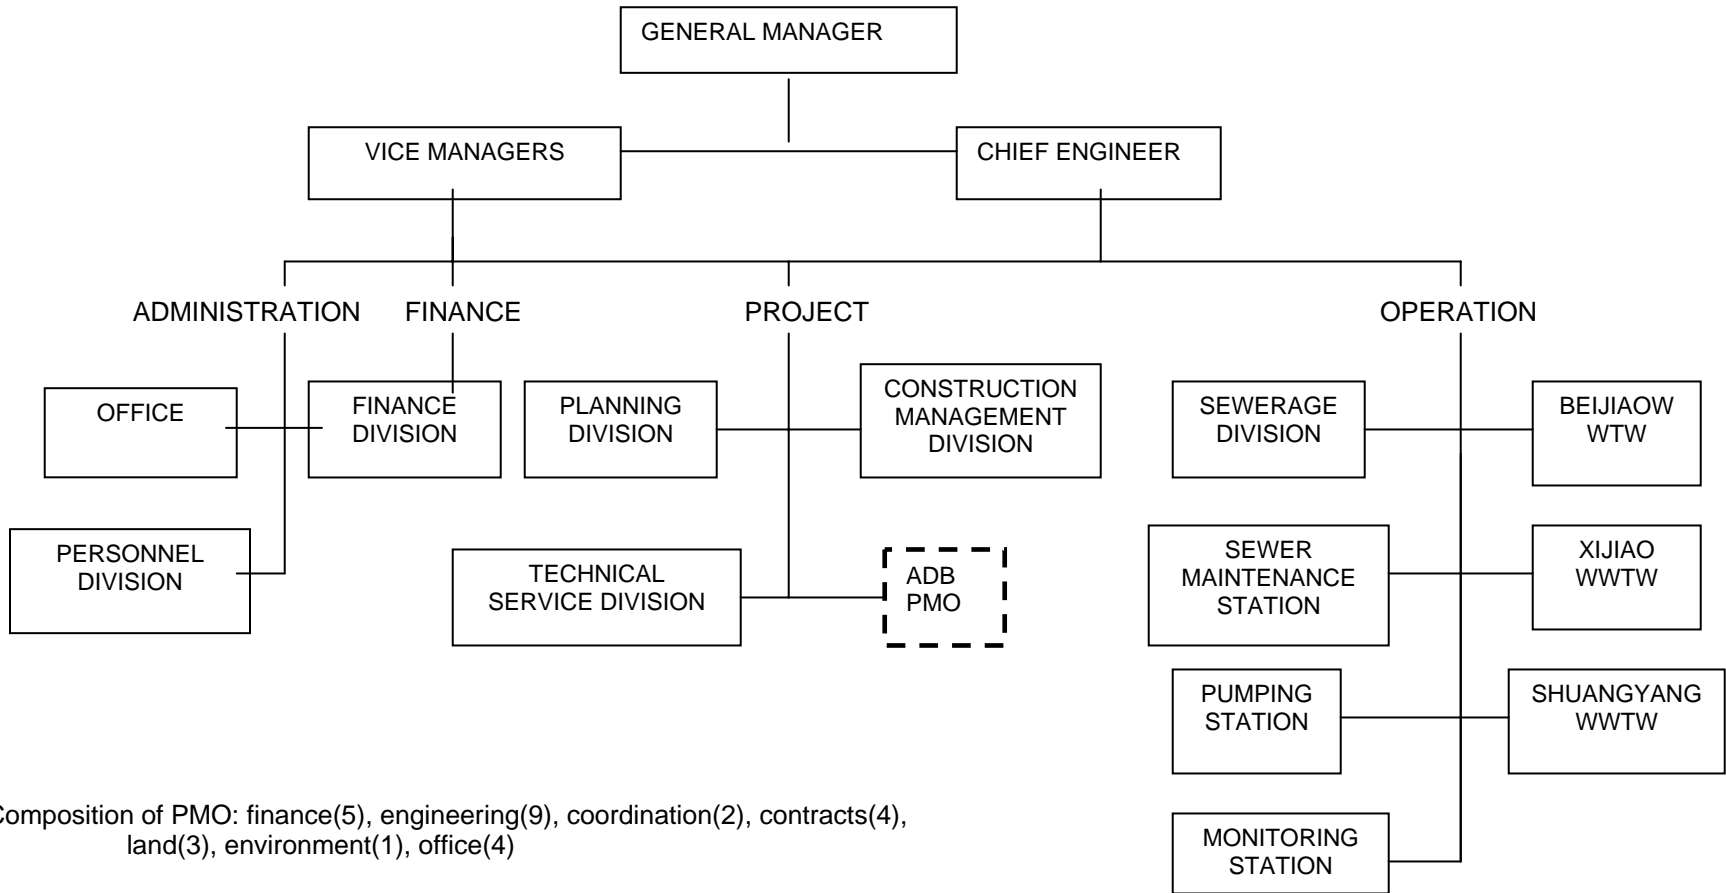 GENERAL MANAGER
VICE MANAGERS
CHIEF ENGINEER
ADMINISTRATION
FINANCE
PROJECT
OPERATION
OFFICE
FINANCE
DIVISION
PLANNING
DIVISION
CONSTRUCTION
MANAGEMENT
DIVISION
SEWERAGE
DIVISION
BEIJIAOW
WTW
PERSONNEL
DIVISION
TECHNICAL
SERVICE DIVISION
ADB
PMO
SEWER
MAINTENANCE
STATION
XIJIAO
WWTW
PUMPING
STATION
SHUANGYANG
WWTW
MONITORING
STATION
Composition of PMO: finance(5), engineering(9), coordination(2), contracts(4),
land(3), environment(1), office(4)